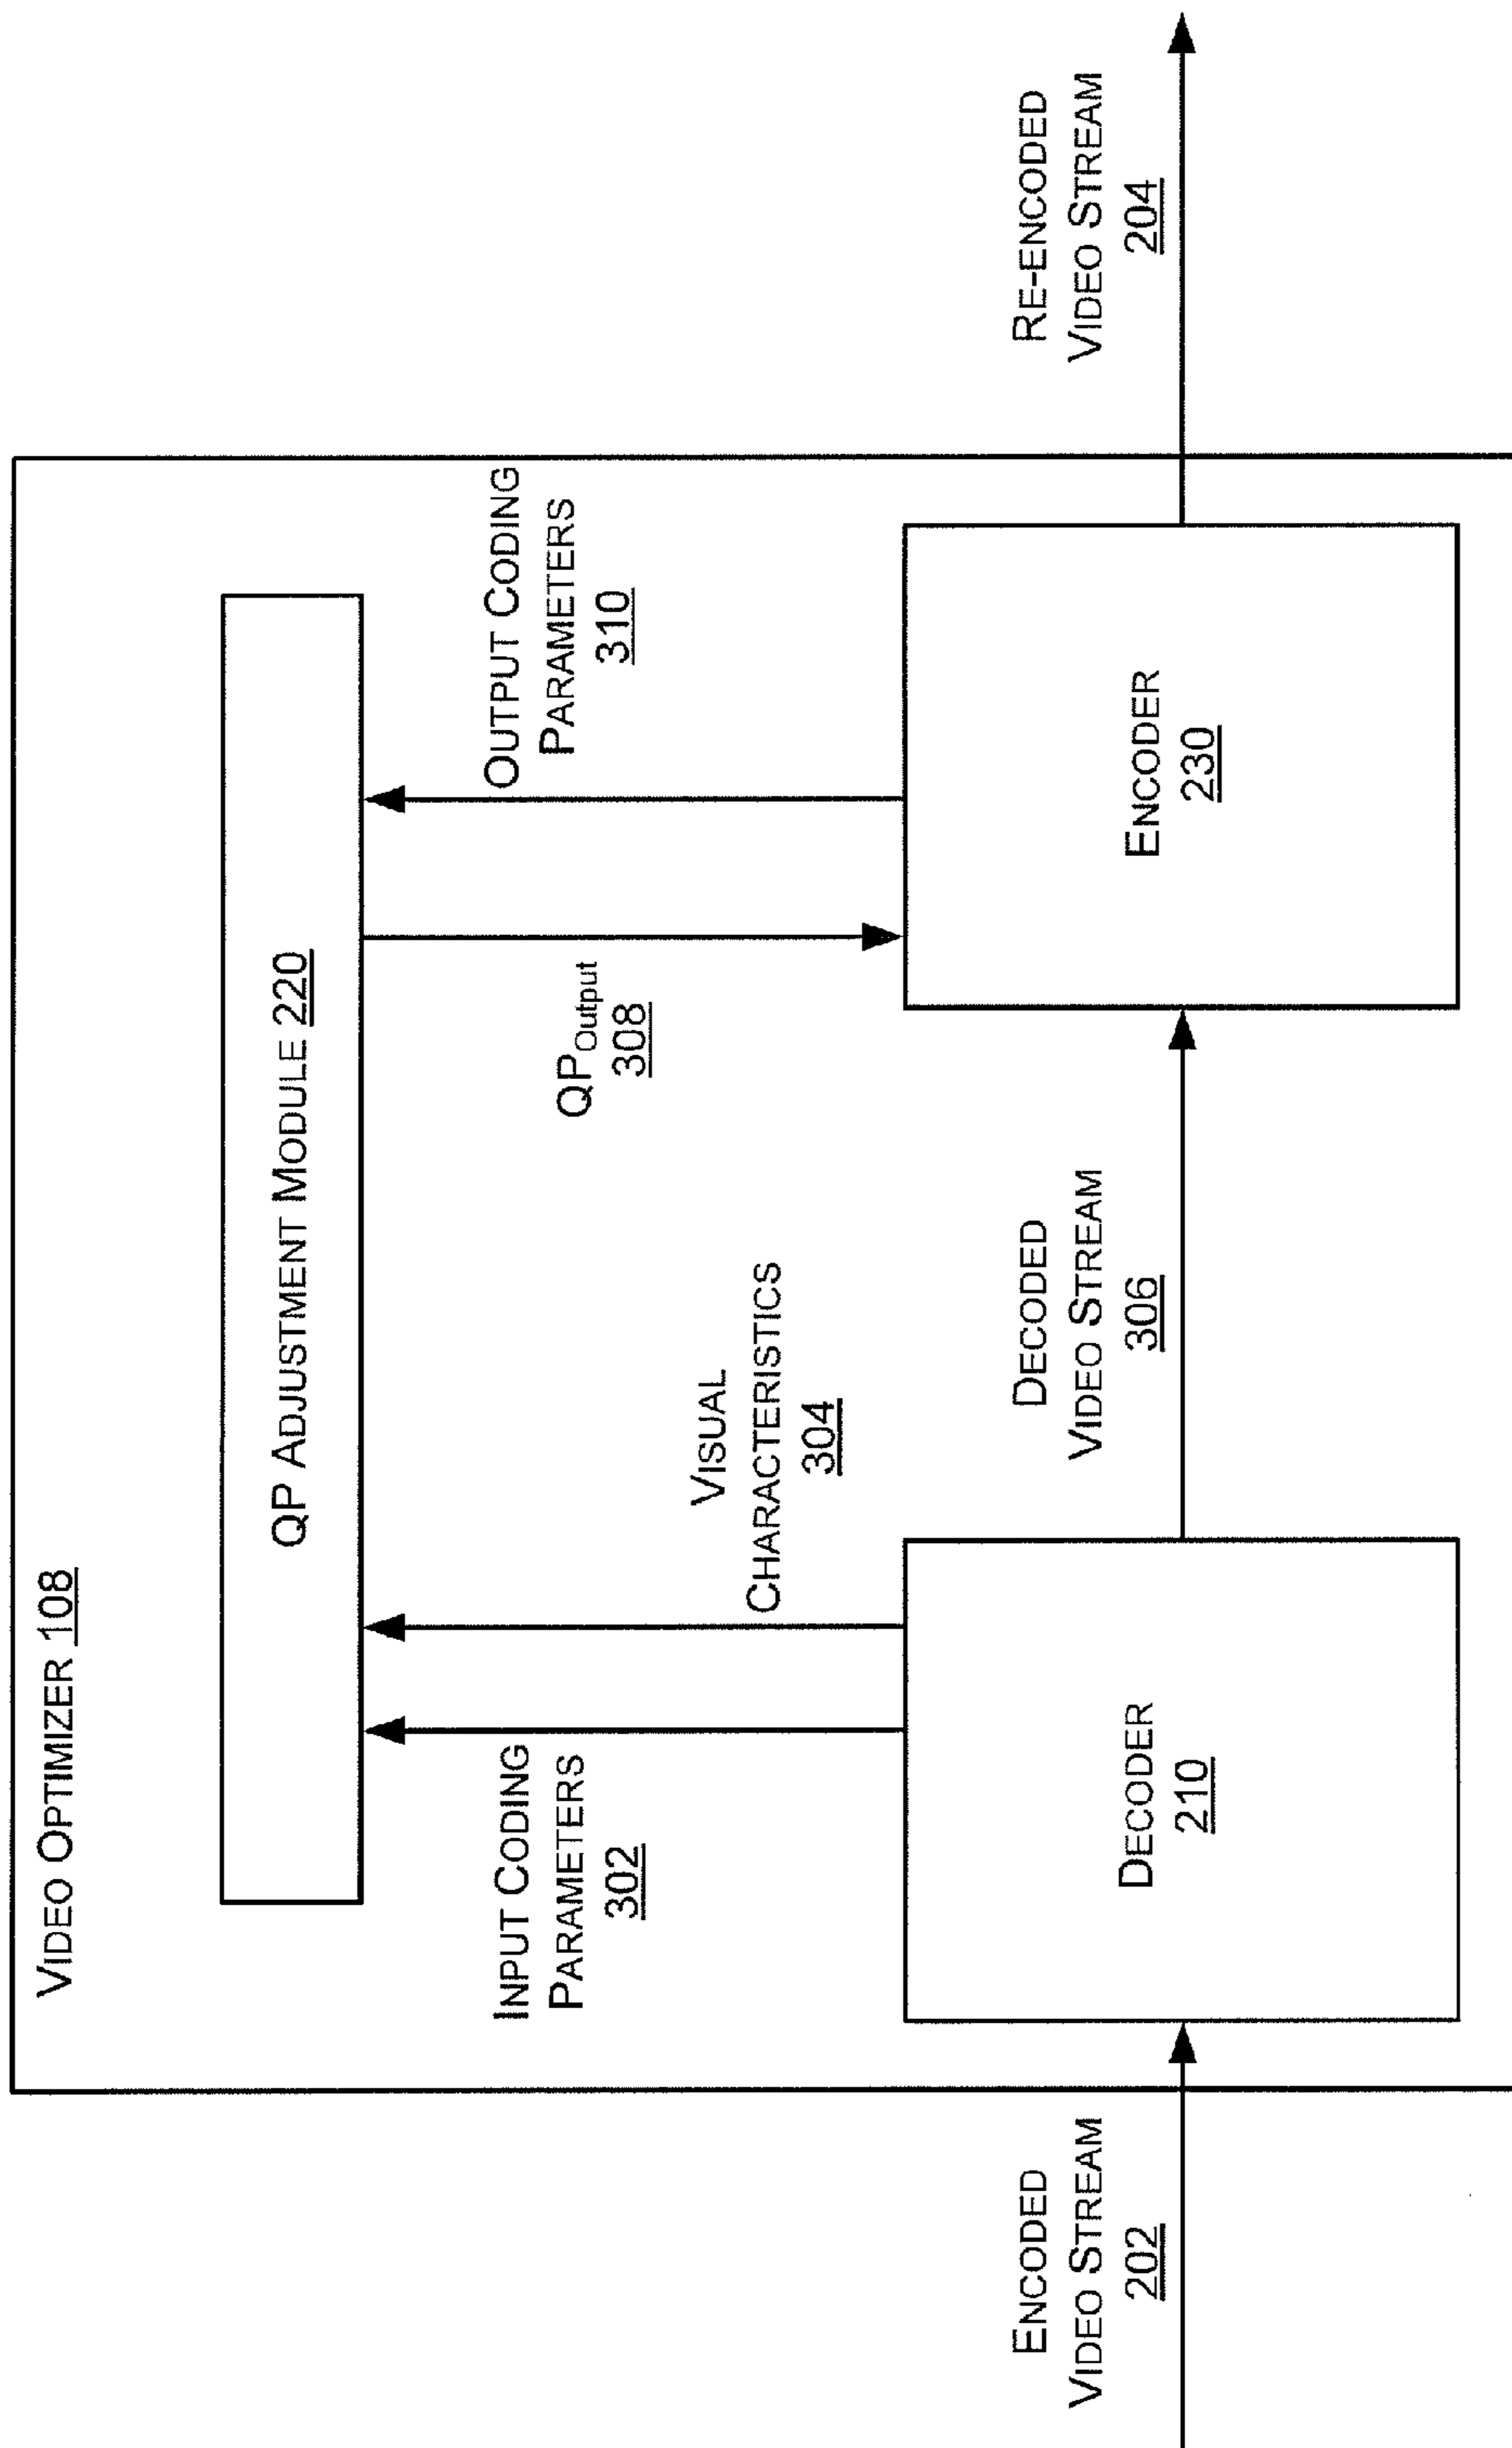 VIDEO OPTIMIZER 108
QP ADJUSTMENT MODULE 220
INPUT CODING
PARAMETERS
302
VISUAL
CHARACTERISTICS
304
QPOutput
308
OUTPUT CODING
PARAMETERS
310
ENCODED
VIDEO STREAM
202
DECODER
210
DECODED
VIDEO STREAM
306
ENCODER
230
RE-ENCODED
VIDEO STREAM
204